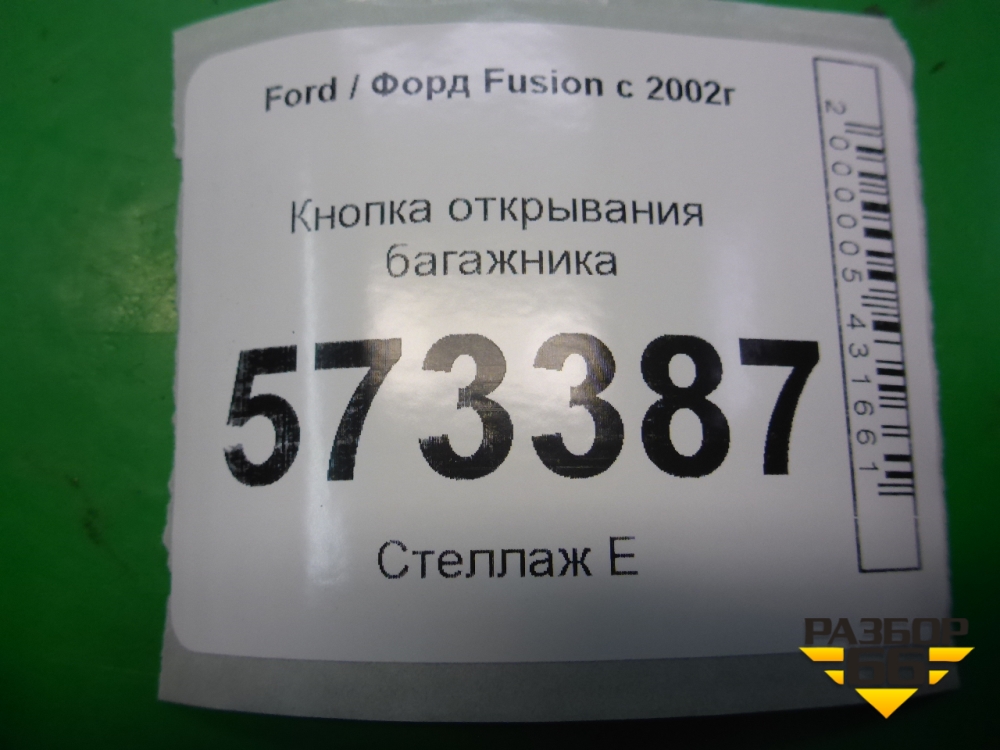 Ford / Форд Fusion с 2002г
Кнопка открывания
багажника
573387
Стеллаж Е
2000005431661
РАЗБОР
66